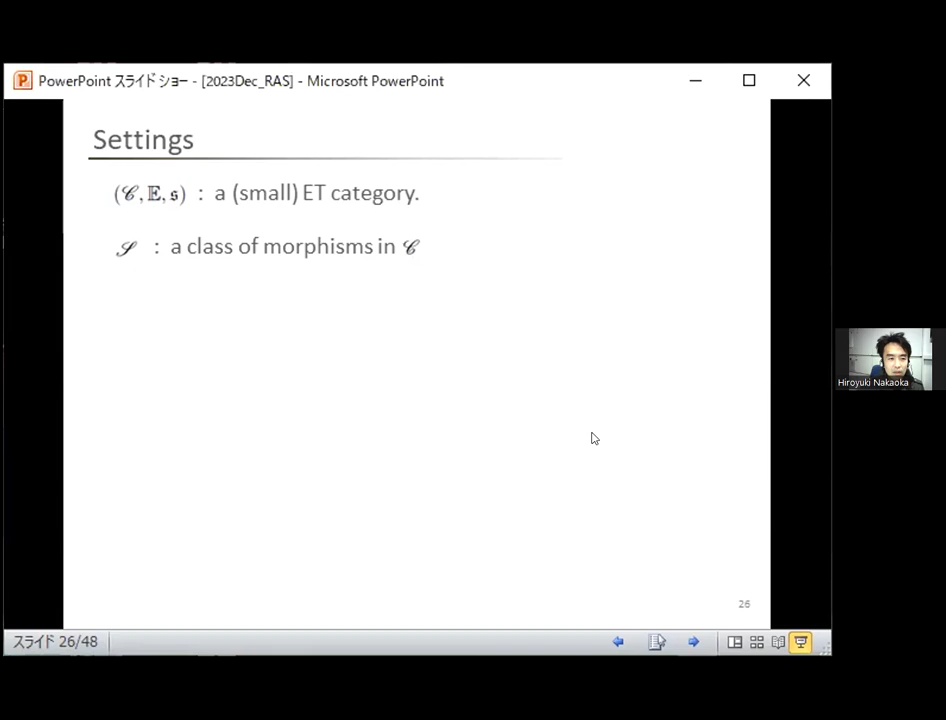 PowerPoint スライド ショー - [2023Dec_RAS] - Microsoft PowerPoint
Settings
(𝒞, 𝔼, 𝔰) : a (small) ET category.
𝒮 : a class of morphisms in 𝒞
Hiroyuki Nakaoka
26
スライド 26/48